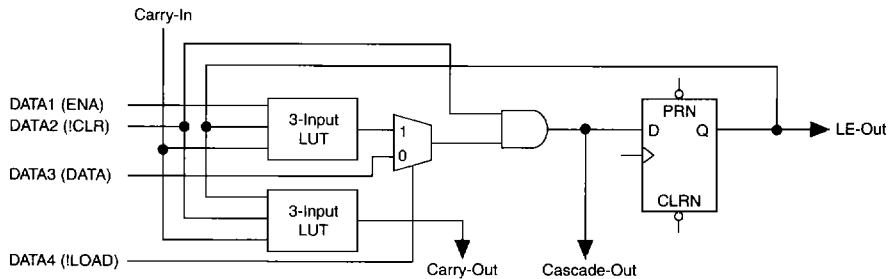 Carry-In
DATA1 (ENA)
DATA2 (!CLR)
3-Input
LUT
1
0
PRN
D
Q
LE-Out
DATA3 (DATA)
3-Input
LUT
CLRN
DATA4 (!LOAD)
Carry-Out
Cascade-Out